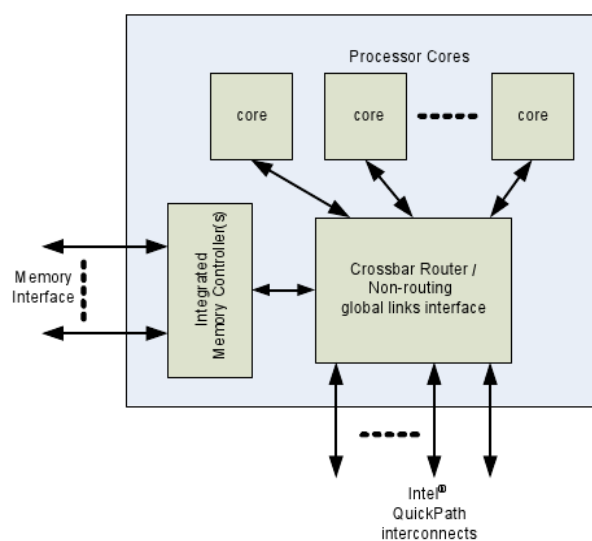 Processor Cores
core
core
core
Integrated
Memory Controller(s)
Memory
Interface
Crossbar Router /
Non-routing
global links interface
Intel®
QuickPath
interconnects